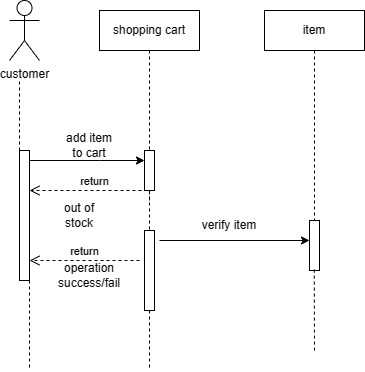 shopping cart
item
customer
add item
to cart
return
out of
stock
verify item
return
operation
success/fail